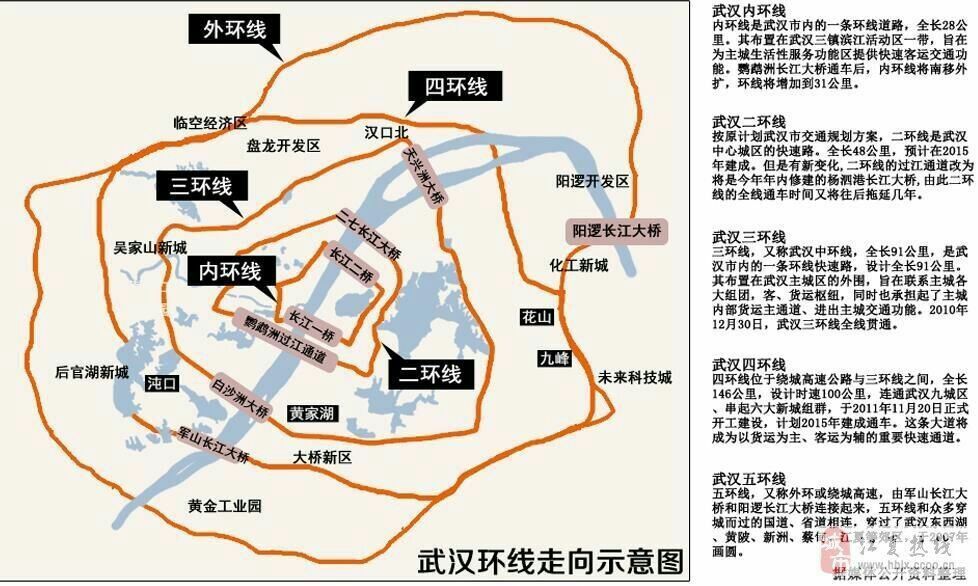 外环线
四环线
临空经济区
汉口北
盘龙开发区
天兴洲大桥
三环线
阳逻开发区
二七长江大桥
阳逻长江大桥
吴家山新城
长江二桥
内环线
化工新城
长江一桥
花山
鹦鹉洲过江通道
九峰
后官湖新城
沌口
二环线
未来科技城
白沙洲大桥
黄家湖
军山长江大桥
大桥新区
黄金工业园
武汉环线走向示意图
武汉内环线
内环线是武汉市内的一条环线道路，全长28公
里。其布置在武汉三镇滨江活动区一带，旨在
为主城生活性服务功能区提供快速客运交通功
能。鹦鹉洲长江大桥通车后，内环线将南移外
扩，环线将增加到31公里。
武汉二环线
按原计划武汉市交通规划方案，二环线是武汉
中心城区的快速路。全长48公里，预计在2015
年建成。但是有新变化,二环线的过江通道改为
将是今年年内修建的杨泗港长江大桥,由此二环
线的全线通车时间又将往后拖延几年。
武汉三环线
三环线，又称武汉中环线，全长91公里，是武
汉市内的一条环线快速路，设计全长91公里。
其布置在武汉主城区的外围，旨在联系主城各
大组团，客、货运枢纽，同时也承担起了主城
内部货运主通道、进出主城交通功能。2010年
12月30日，武汉三环线全线贯通。
武汉四环线
四环线位于绕城高速公路与三环线之间，全长
146公里，设计时速100公里，连通武汉九城区
、串起六大新城组群，于2011年11月20日正式
开工建设，计划2015年建成通车。这条大道将
成为以货运为主、客运为辅的重要快速通道。
武汉五环线
五环线，又称外环或绕城高速，由军山长江大
桥和阳逻长江大桥连接起来，五环线和众多穿
城而过的国道、省道相连，穿过了武汉东西湖
、黄陂、新洲、蔡甸、江夏等郊区，于2007年
画圆。
城市
江夏热线
www.hbjx.ccoo.cn
据媒体公开资料整理